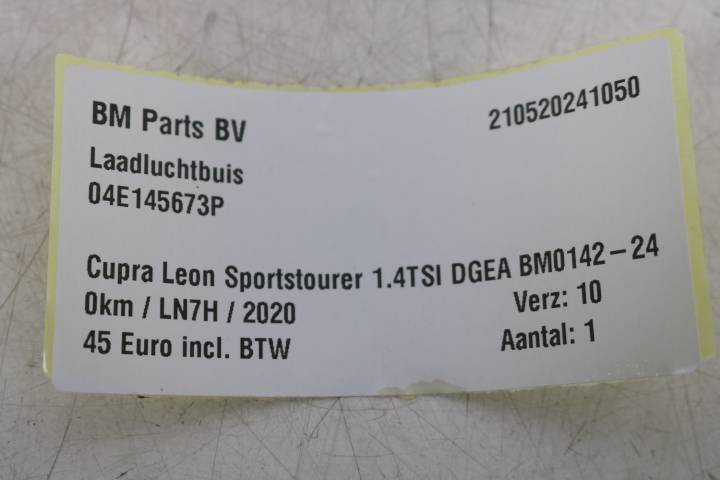 BM Parts BV 210520241050
Laadluchtbuis
04E145673P
Cupra Leon Sportstourer 1.4TSI DGEA BM0142-24
0km / LN7H / 2020 Verz: 10
45 Euro incl. BTW Aantal: 1